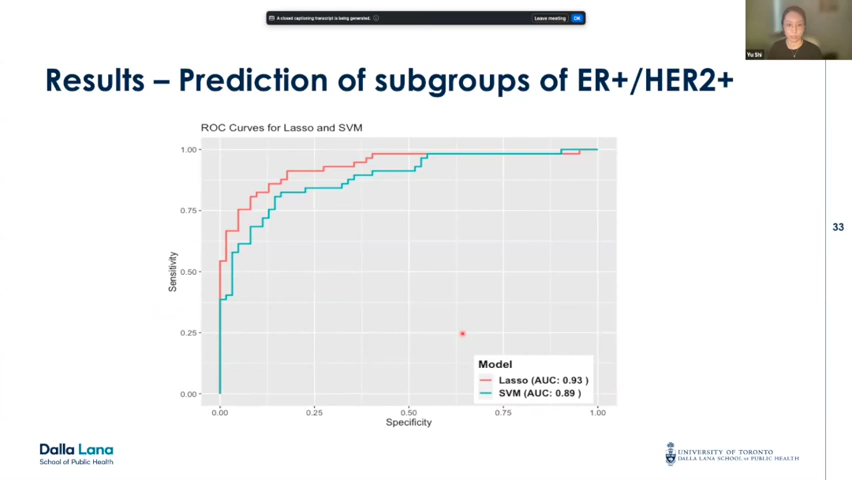 A closed captioning transcript is being generated.
Leave meeting
OK
Yu Shi
Results – Prediction of subgroups of ER+/HER2+
33
ROC Curves for Lasso and SVM
1.00
0.75
0.50
0.25
0.00
Sensitivity
0.00 0.25 0.50 0.75 1.00
Specificity
Model
Lasso (AUC: 0.93 )
SVM (AUC: 0.89 )
Dalla Lana
School of Public Health
UNIVERSITY OF TORONTO
DALLA LANA SCHOOL OF PUBLIC HEALTH